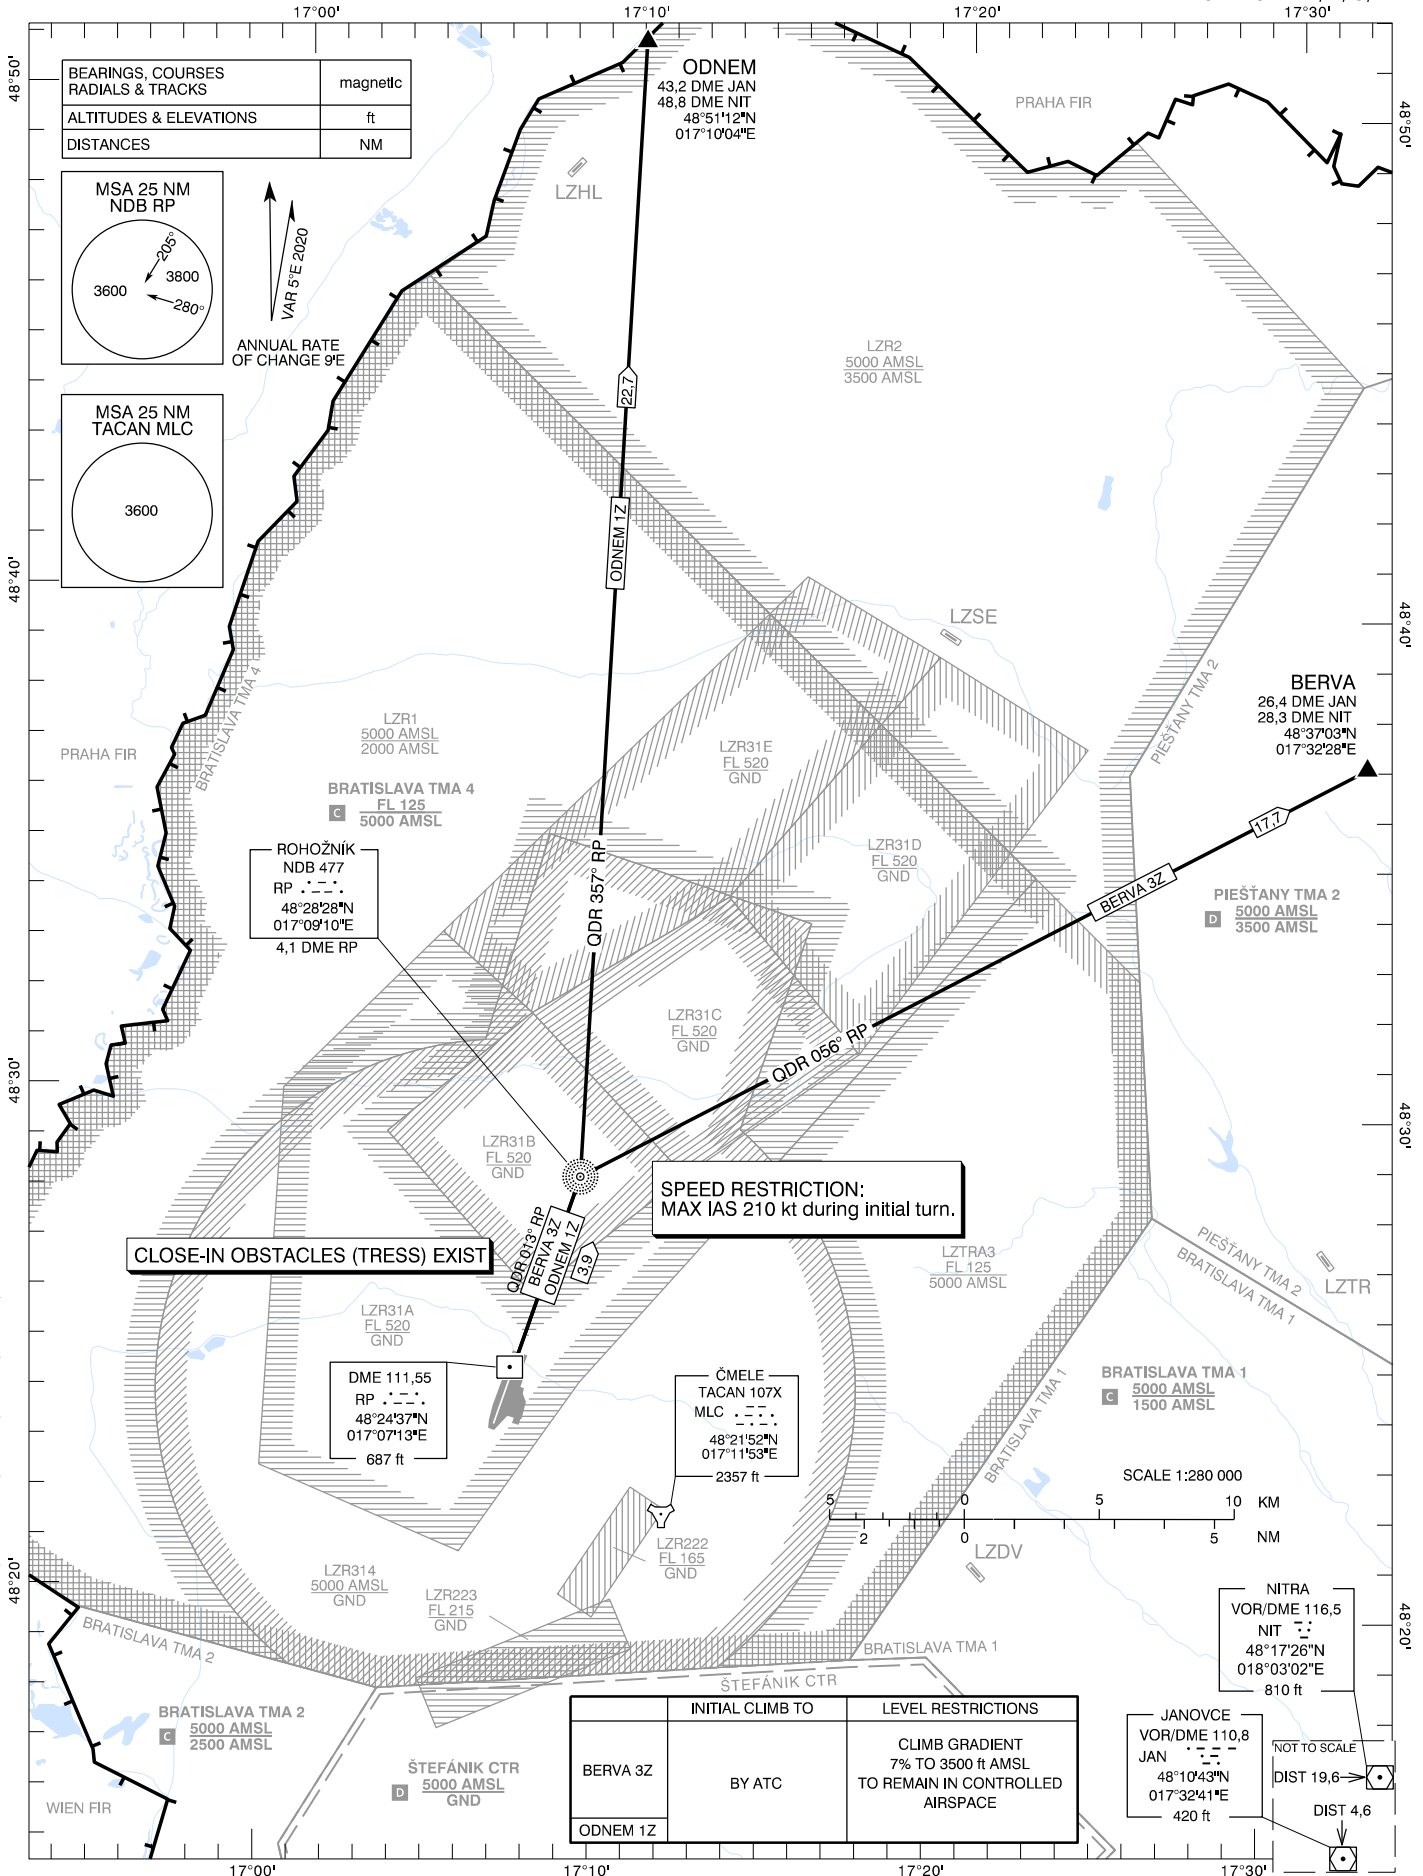 17°00'
17°10'
17°20'
17°30'
48°50'
48°50'
BEARINGS, COURSES
RADIALS & TRACKS
magnetic
ALTITUDES & ELEVATIONS
ft
DISTANCES
NM
ODNEM
43,2 DME JAN
48,8 DME NIT
48°51'12"N
017°10'04"E
PRAHA FIR
LZHL
MSA 25 NM
NDB RP
205°
3800
3600
280°
VAR 5°E 2020
ANNUAL RATE
OF CHANGE 9'E
LZR2
5000 AMSL
3500 AMSL
22,7
MSA 25 NM
TACAN MLC
3600
ODNEM 1Z
48°40'
48°40'
LZSE
BRATISLAVA TMA 4
PIEŠŤANY TMA 2
BERVA
26,4 DME JAN
28,3 DME NIT
48°37'03"N
017°32'28"E
LZR1
5000 AMSL
2000 AMSL
PRAHA FIR
LZR31E
FL 520
GND
BRATISLAVA TMA 4
C
FL 125
5000 AMSL
17,7
LZR31D
FL 520
GND
ROHOŽNÍK
NDB 477
RP
48°28'28"N
017°09'10"E
4,1 DME RP
QDR 357° RP
BERVA 3Z
PIEŠŤANY TMA 2
D
5000 AMSL
3500 AMSL
LZR31C
FL 520
GND
QDR 056° RP
48°30'
48°30'
LZR31B
FL 520
GND
SPEED RESTRICTION:
MAX IAS 210 kt during initial turn.
CLOSE-IN OBSTACLES (TRESS) EXIST
QDR 013° RP
BERVA 3Z
ODNEM 1Z
3,9
LZTRA3
FL 125
5000 AMSL
PIEŠŤANY TMA 2
BRATISLAVA TMA 1
LZTR
LZR31A
FL 520
GND
DME 111,55
RP
48°24'37"N
017°07'13"E
687 ft
ČMELE
TACAN 107X
MLC
48°21'52"N
017°11'53"E
2357 ft
BRATISLAVA TMA 1
C
5000 AMSL
1500 AMSL
BRATISLAVA TMA 1
SCALE 1:280 000
5
0
5
10
KM
2
0
5
NM
LZDV
LZR222
FL 165
GND
LZR314
5000 AMSL
GND
LZR223
FL 215
GND
48°20'
48°20'
NITRA
VOR/DME 116,5
NIT
48°17'26"N
018°03'02"E
810 ft
BRATISLAVA TMA 2
BRATISLAVA TMA 1
ŠTEFÁNIK CTR
BRATISLAVA TMA 2
C
5000 AMSL
2500 AMSL
ŠTEFÁNIK CTR
D
5000 AMSL
GND
WIEN FIR
INITIAL CLIMB TO
LEVEL RESTRICTIONS
BERVA 3Z
BY ATC
CLIMB GRADIENT
7% TO 3500 ft AMSL
TO REMAIN IN CONTROLLED
AIRSPACE
ODNEM 1Z
JANOVCE
VOR/DME 110,8
JAN
48°10'43"N
017°32'41"E
420 ft
NOT TO SCALE
DIST 19,6
DIST 4,6
17°00'
17°10'
17°20'
17°30'